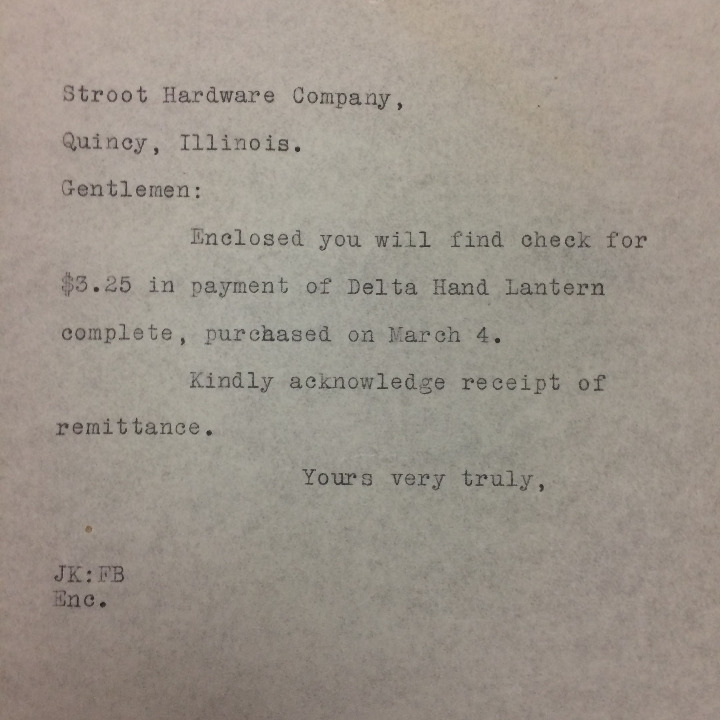 Stroot Hardware Company,
Quincy, Illinois.
Gentlemen:
Enclosed you will find check for
$3.25 in payment of Delta Hand Lantern
complete, purchased on March 4.
Kindly acknowledge receipt of
remittance.
Yours very truly,
JK:FB
Enc.